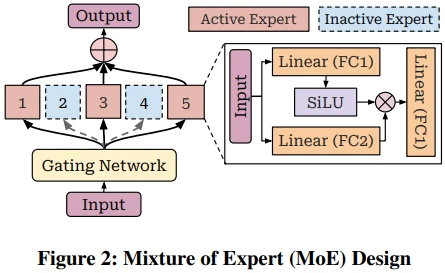 Output
Active Expert
Inactive Expert
1
2
3
4
5
Gating Network
Input
Input
Linear (FC1)
SiLU
Linear (FC2)
Linear (FC1)
Figure 2: Mixture of Expert (MoE) Design